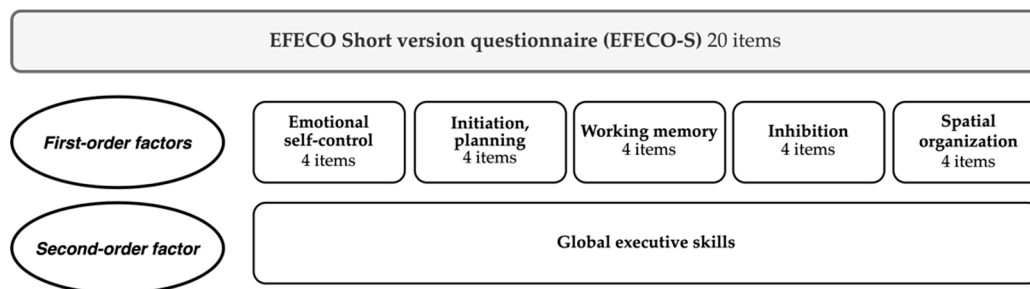 EFECO Short version questionnaire (EFECO-S) 20 items
First-order factors
Emotional
self-control
4 items
Initiation,
planning
4 items
Working memory
4 items
Inhibition
4 items
Spatial
organization
4 items
Second-order factor
Global executive skills